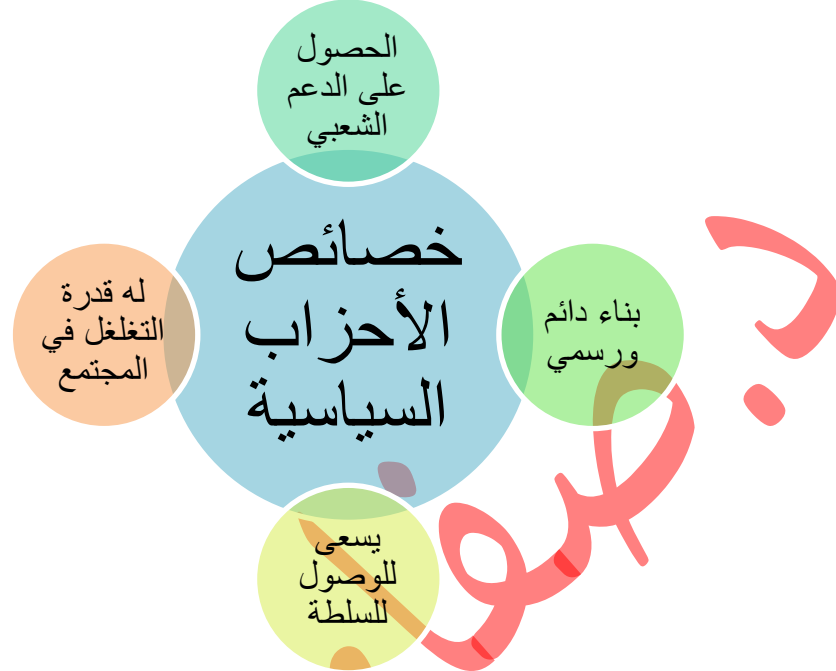 الحصول
على الدعم
الشعبي
خصائص
الأحزاب
السياسية
بناء دائم
ورسمي
يسعى
للوصول
للسلطة
له قدرة
التغلغل في
المجتمع
د.